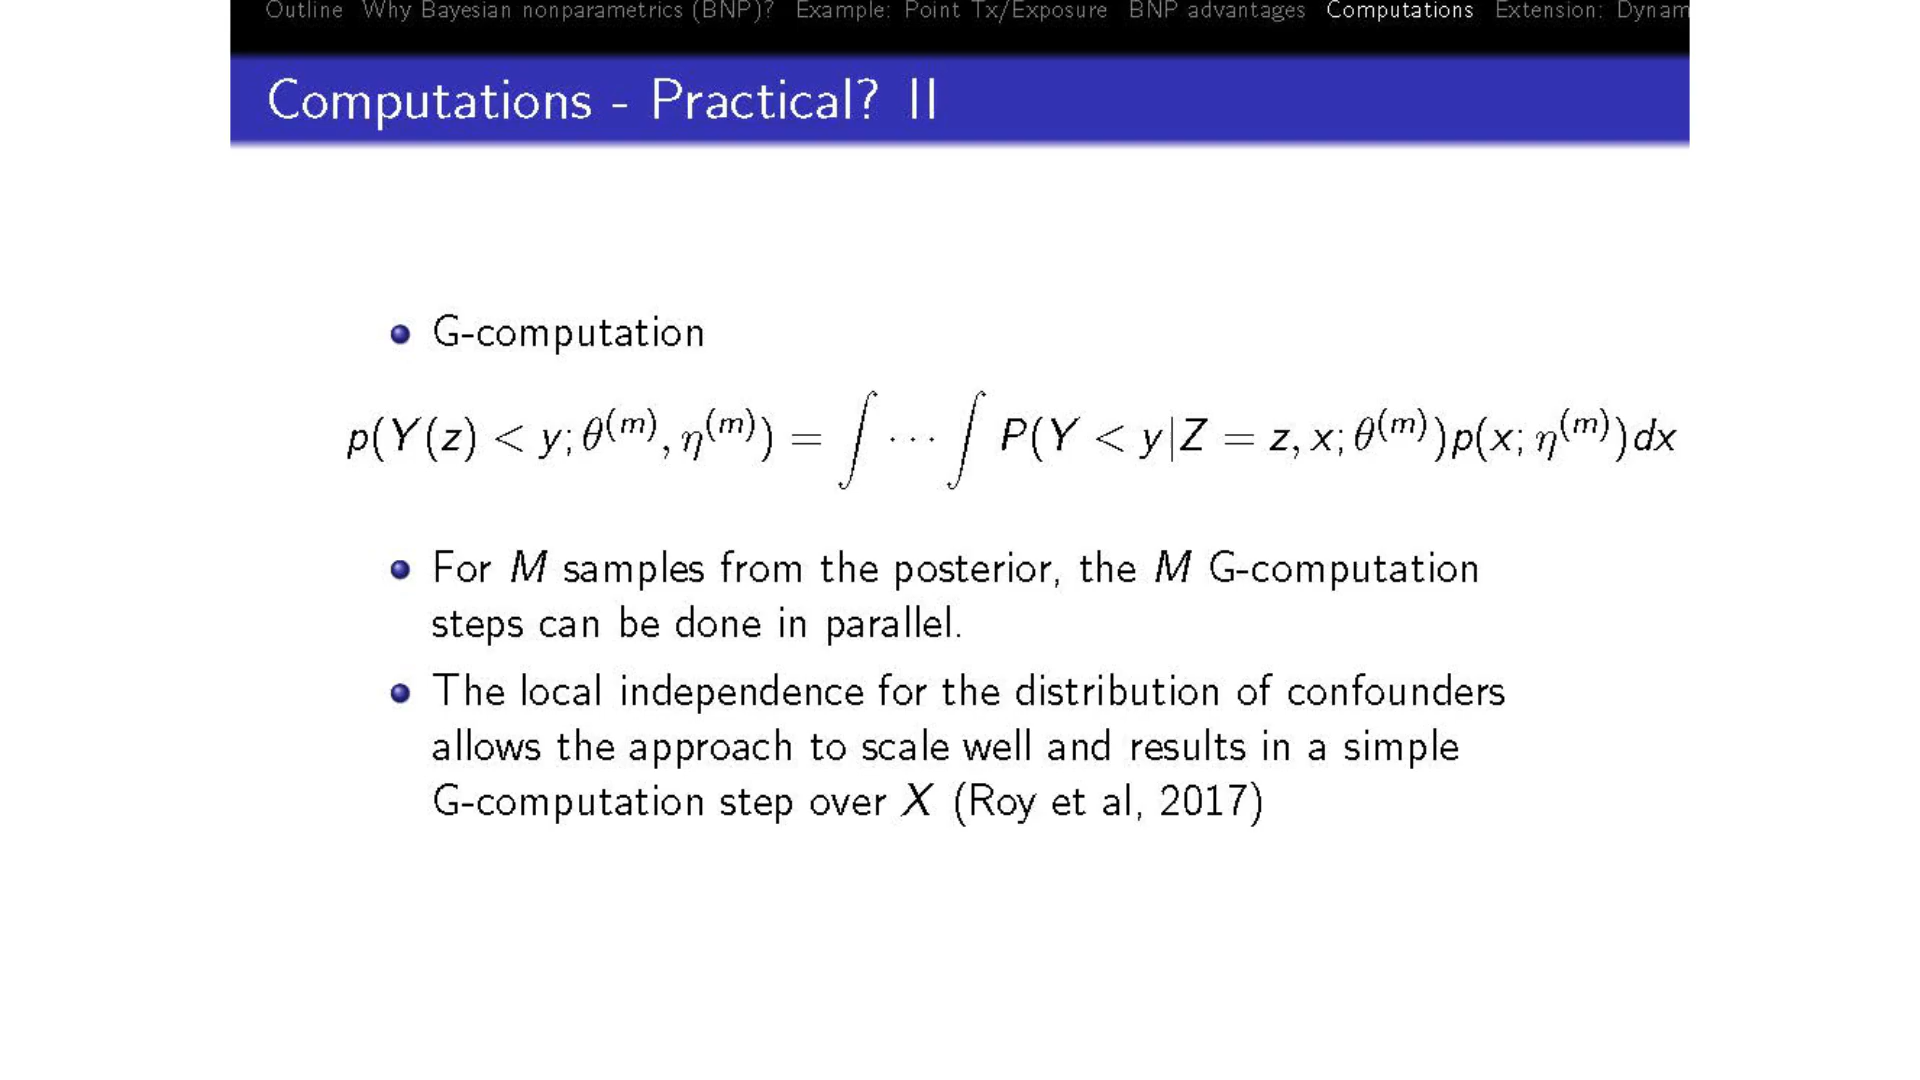 Outline Why Bayesian nonparametrics (BNP)? Example: Point Tx/Exposure BNP advantages Computations Extension: Dynam
Computations - Practical? II
G-computation
p(Y(z) < y; θ^(m), η^(m)) = ∫ ··· ∫ P(Y < y|Z = z, x; θ^(m))p(x; η^(m))dx
For M samples from the posterior, the M G-computation
steps can be done in parallel.
The local independence for the distribution of confounders
allows the approach to scale well and results in a simple
G-computation step over X (Roy et al, 2017)